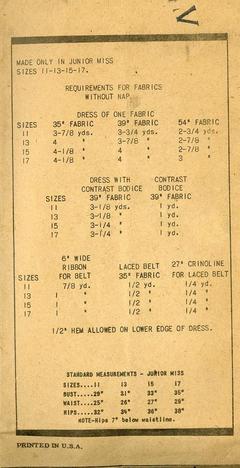 V
MADE ONLY IN JUNIOR MISS
SIZES 11-13-15-17.
REQUIREMENTS FOR FABRICS
WITHOUT NAP
DRESS OF ONE FABRIC
SIZES 35" FABRIC 39" FABRIC 54" FABRIC
11 3-7/8 yds. 3-3/4 yds. 2-3/4 yds.
13 4 " 3-7/8 " 2-7/8 "
15 4-1/8 " 4 " 2-7/8 "
17 4-1/8 " 4 " 3 "
DRESS WITH CONTRAST
CONTRAST BODICE BODICE
SIZES 39" FABRIC 39" FABRIC
11 3-1/8 yds. 1 yd.
13 3-1/8 " 1 yd.
15 3-1/4 " 1 yd.
17 3-1/4 " 1 yd.
6" WIDE
RIBBON LACED BELT 27" CRINOLINE
SIZES FOR BELT 35" FABRIC FOR LACED BELT
11 7/8 yd. 1/2 yd. 1/4 yd.
13 1 " 1/2 " 1/4 "
15 1 " 1/2 " 1/4 "
17 1 " 1/2 " 1/4 "
1/2" HEM ALLOWED ON LOWER EDGE OF DRESS.
STANDARD MEASUREMENTS - JUNIOR MISS
SIZES....11 13 15 17
BUST.....29" 31" 33" 35"
WAIST....25" 26" 27" 29"
HIPS.....32" 34" 36" 38"
NOTE-Hips 7" below waistline.
PRINTED IN U.S.A.